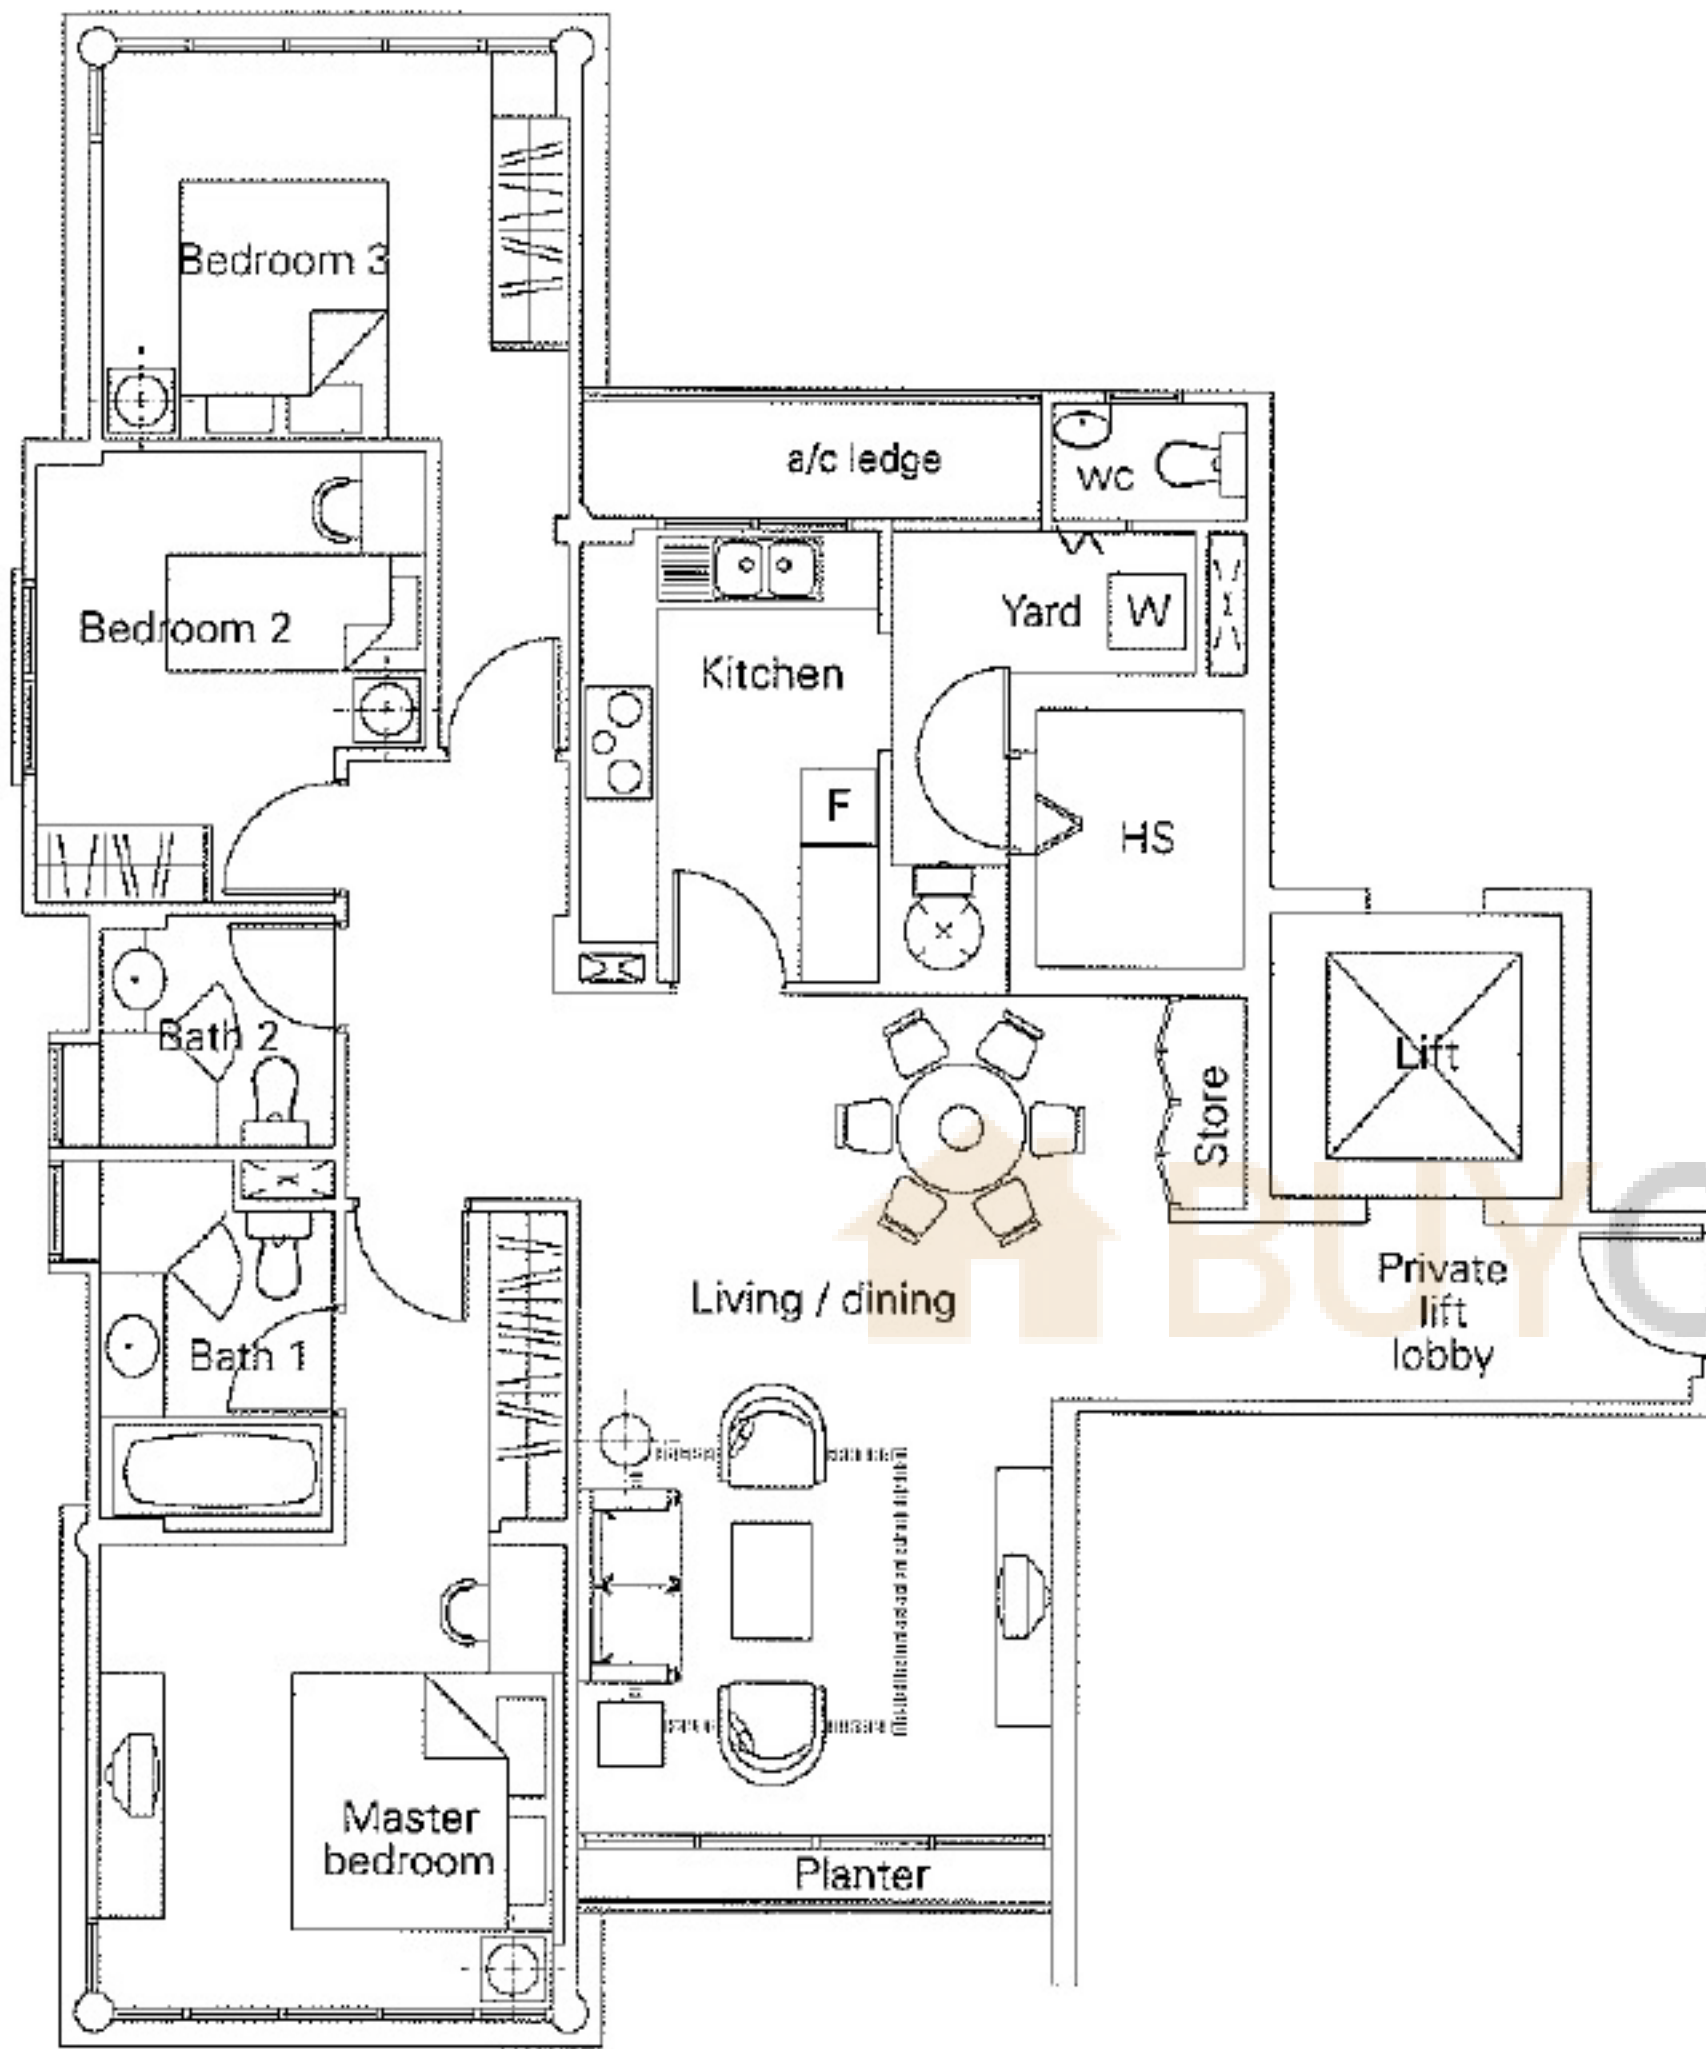 Bedroom 3
a/c ledge
wc
Bedroom 2
Yard
W
Kitchen
F
HS
Bath 2
Lift
Store
BUYC
Living / dining
Private
lift
lobby
Bath 1
Master
bedroom
Planter